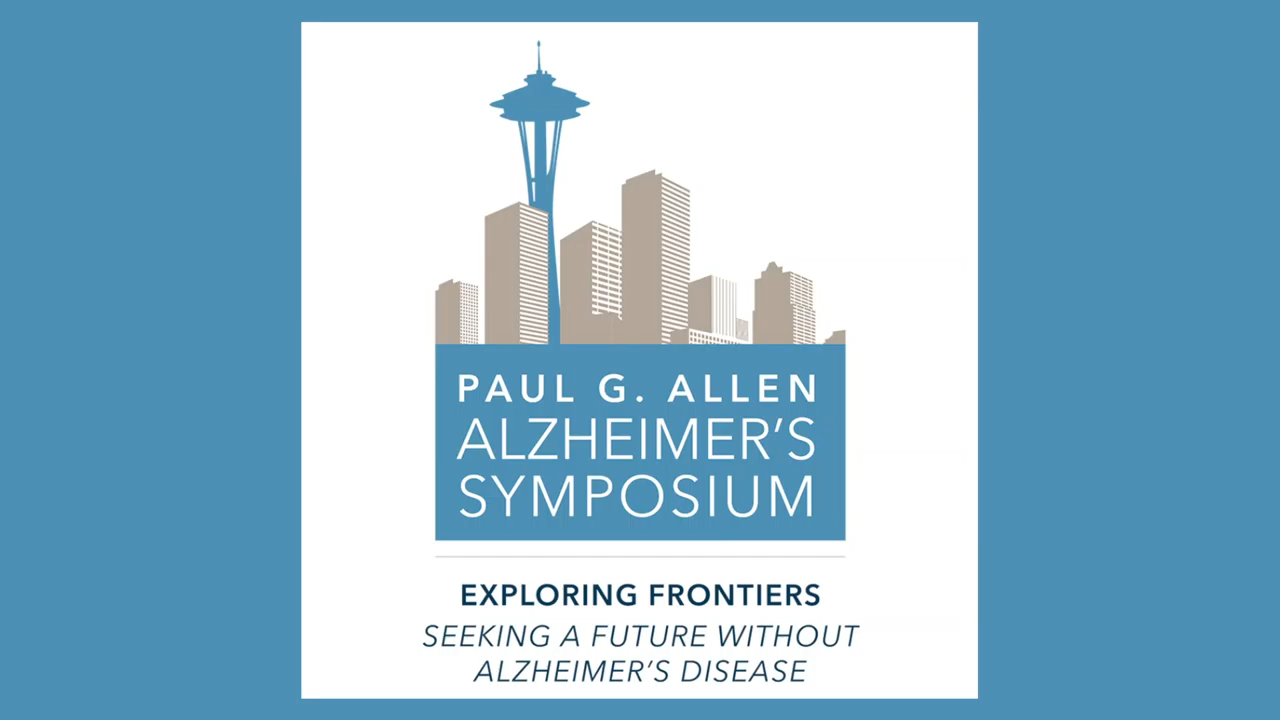 PAUL G. ALLEN
ALZHEIMER'S
SYMPOSIUM
EXPLORING FRONTIERS
SEEKING A FUTURE WITHOUT
ALZHEIMER'S DISEASE